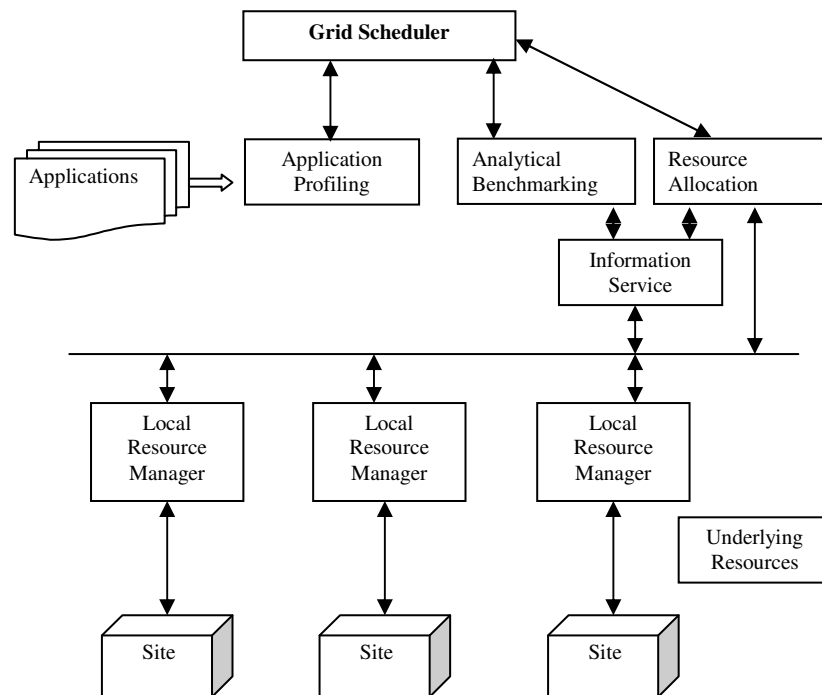 Grid Scheduler
Applications
Application
Profiling
Analytical
Benchmarking
Resource
Allocation
Information
Service
Local
Resource
Manager
Local
Resource
Manager
Local
Resource
Manager
Underlying
Resources
Site
Site
Site